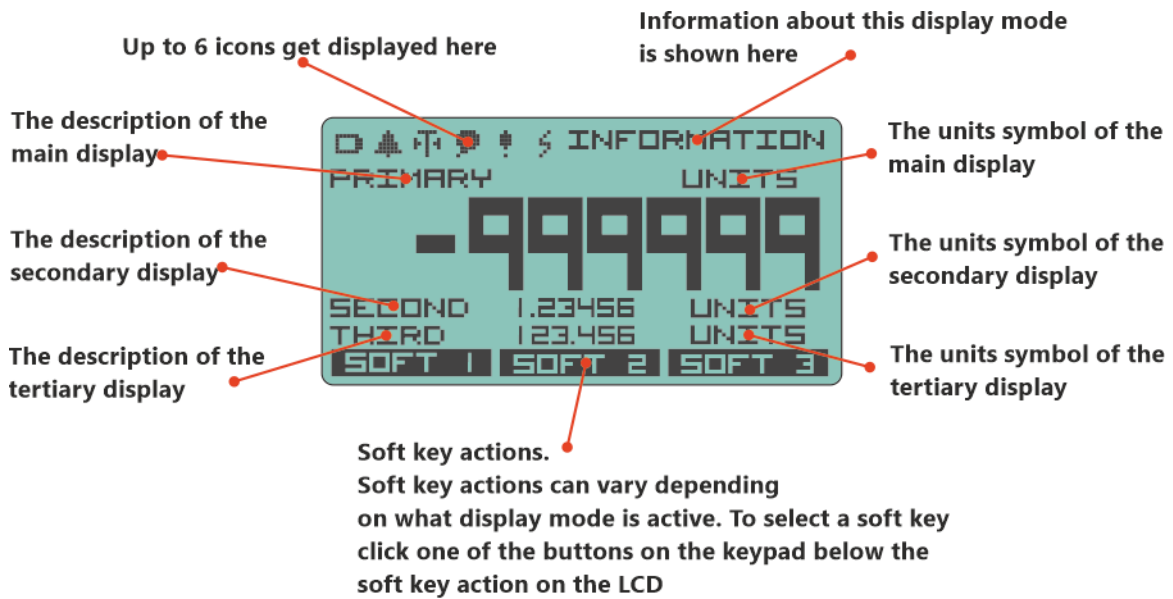 Up to 6 icons get displayed here
Information about this display mode
is shown here
The description of the
main display
INFORMATION
PRIMARY UNITS
The units symbol of the
main display
-999999
The description of the
secondary display
The units symbol of the
secondary display
SECOND 1.23456 UNITS
THIRD 123.456 UNITS
SOFT 1 SOFT 2 SOFT 3
The description of the
tertiary display
The units symbol of the
tertiary display
Soft key actions.
Soft key actions can vary depending
on what display mode is active. To select a soft key
click one of the buttons on the keypad below the
soft key action on the LCD